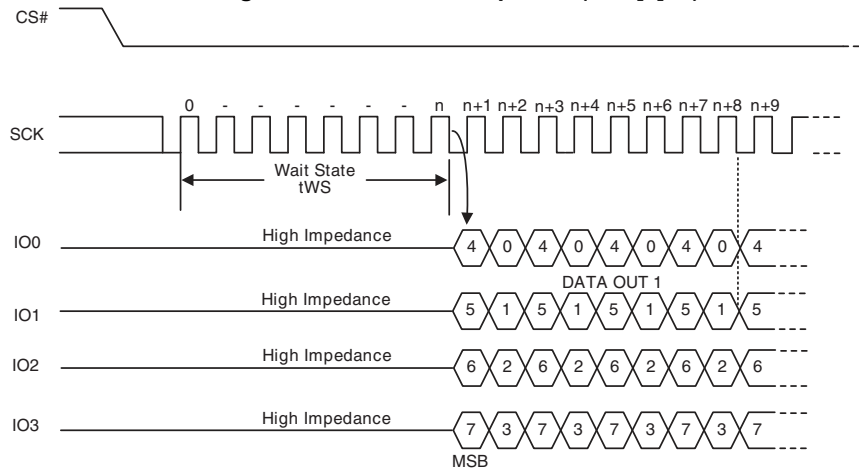 CS#
0 - - - - - - n n+1 n+2 n+3 n+4 n+5 n+6 n+7 n+8 n+9
SCK
Wait State
tWS
IO0 High Impedance 4 0 4 0 4 0 4 0 4
DATA OUT 1
IO1 High Impedance 5 1 5 1 5 1 5 1 5
IO2 High Impedance 6 2 6 2 6 2 6 2 6
IO3 High Impedance 7 3 7 3 7 3 7 3 7
MSB